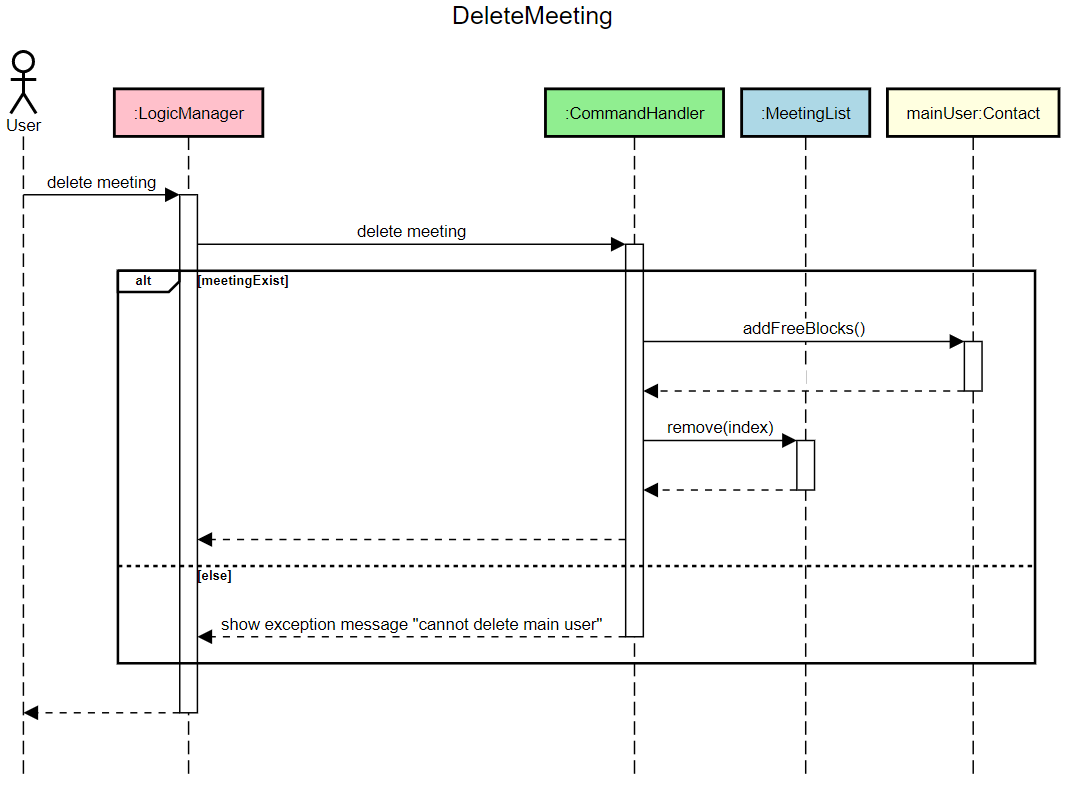 DeleteMeeting
User
:LogicManager
:CommandHandler
:MeetingList
mainUser:Contact
delete meeting
delete meeting
alt
[meetingExist]
addFreeBlocks()
remove(index)
[else]
show exception message "cannot delete main user"